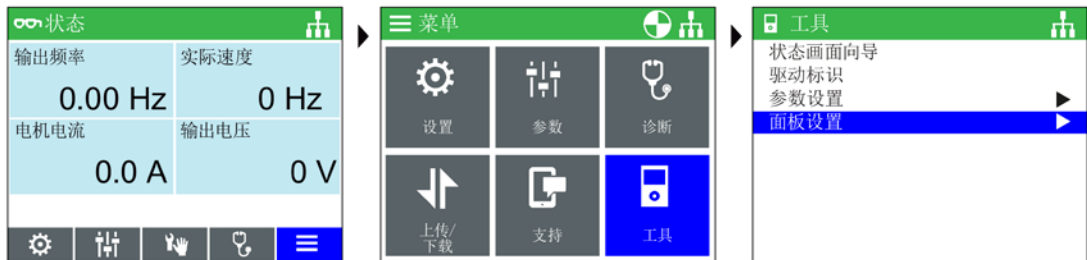 状态
输出频率
实际速度
0.00 Hz
0 Hz
电机电流
输出电压
0.0 A
0 V
菜单
设置
参数
诊断
上传/
下载
支持
工具
工具
状态画面向导
驱动标识
参数设置
面板设置